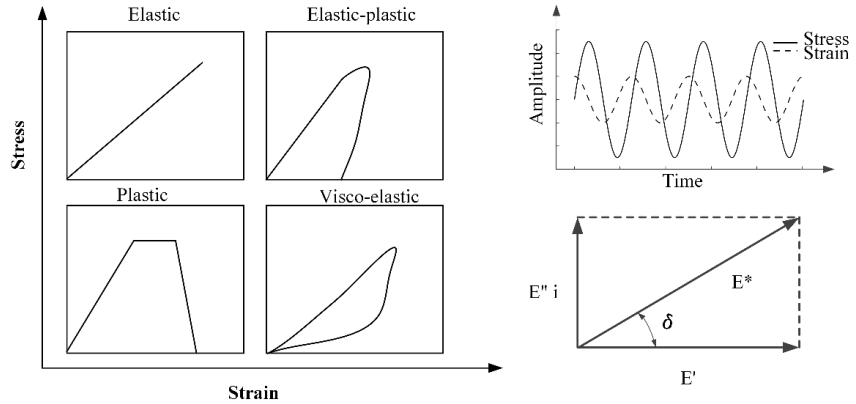 Elastic
Elastic-plastic
Plastic
Visco-elastic
Stress
Strain
Stress
Strain
Amplitude
Time
E" i
E*
δ
E'